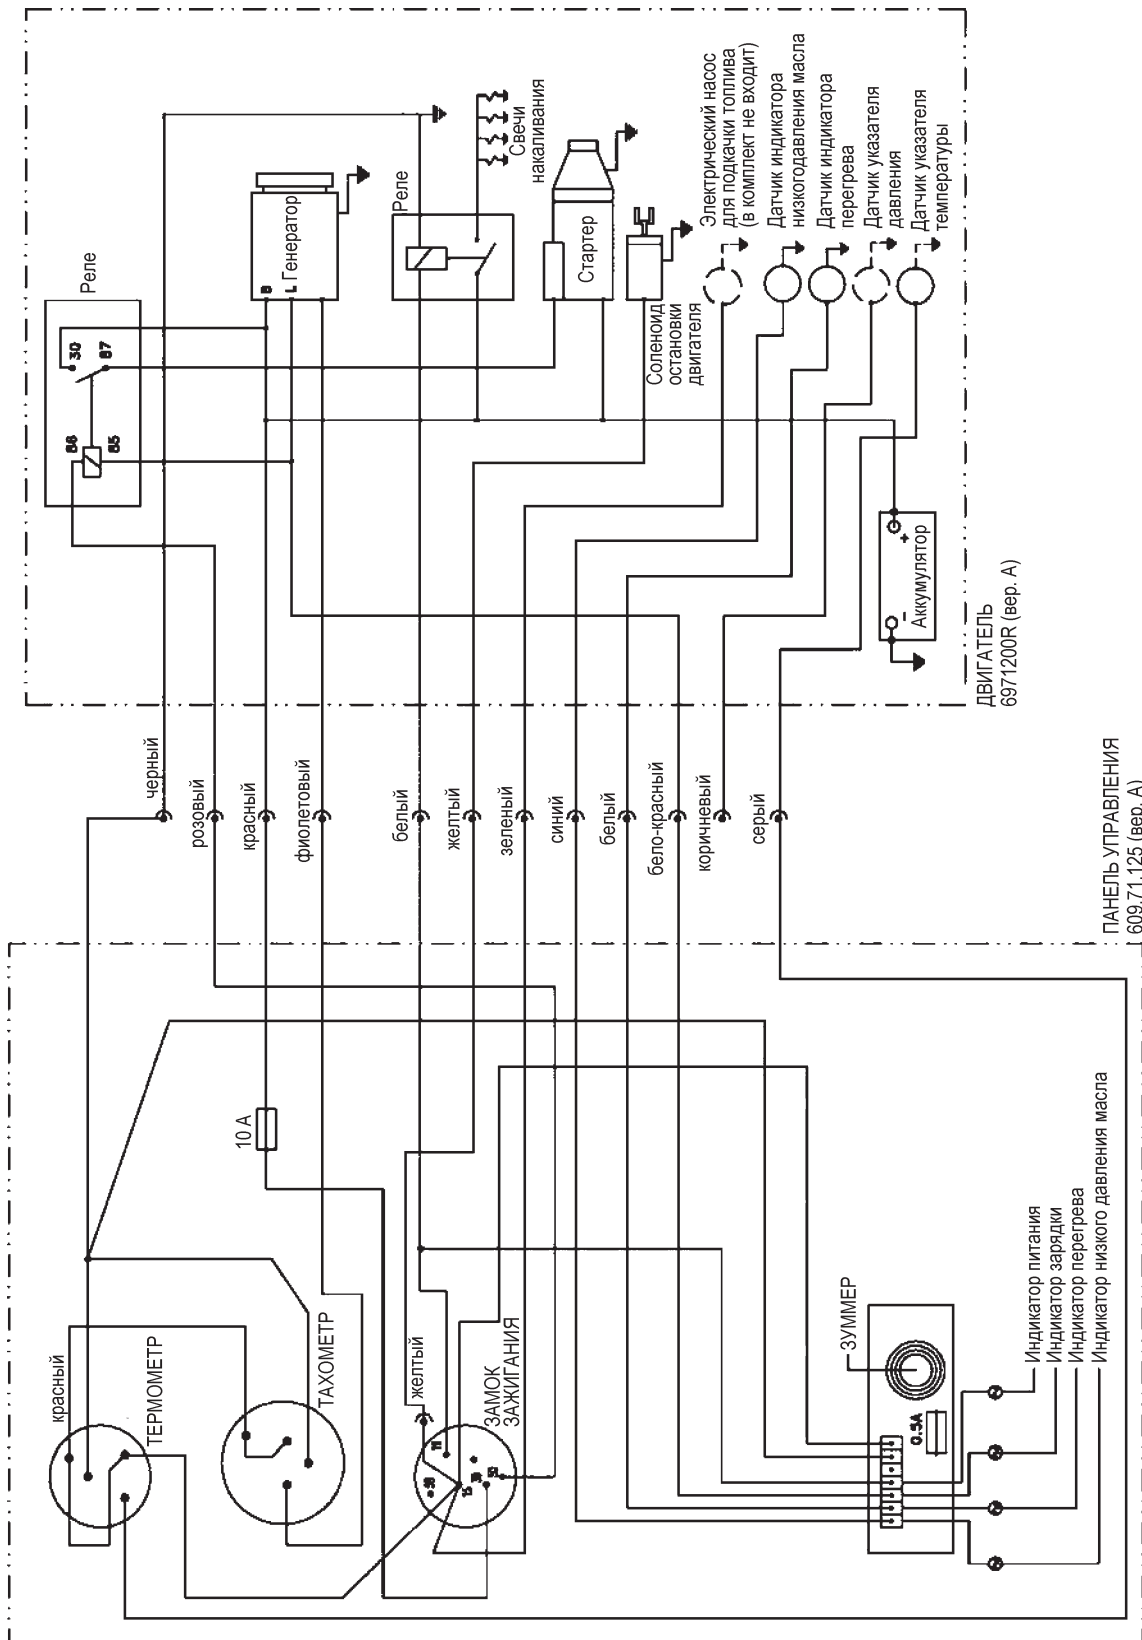 Реле
30
87
86
85
B
L
Генератор
Реле
Свечи
накаливания
Стартер
Соленоид
остановки
двигателя
Электрический насос
для подкачки топлива
(в комплект не входит)
Датчик индикатора
низкогодавления масла
Датчик индикатора
перегрева
Датчик указателя
давления
Датчик указателя
температуры
+
-
Аккумулятор
ДВИГАТЕЛЬ
6971200R (вер. А)
черный
розовый
красный
фиолетовый
белый
желтый
зеленый
синий
белый
бело-красный
коричневый
серый
ПАНЕЛЬ УПРАВЛЕНИЯ
609.71.125 (вер. А)
10 А
красный
ТЕРМОМЕТР
ТАХОМЕТР
желтый
ЗАМОК
ЗАЖИГАНИЯ
15
30
ЗУММЕР
0.5A
Индикатор питания
Индикатор зарядки
Индикатор перегрева
Индикатор низкого давления масла